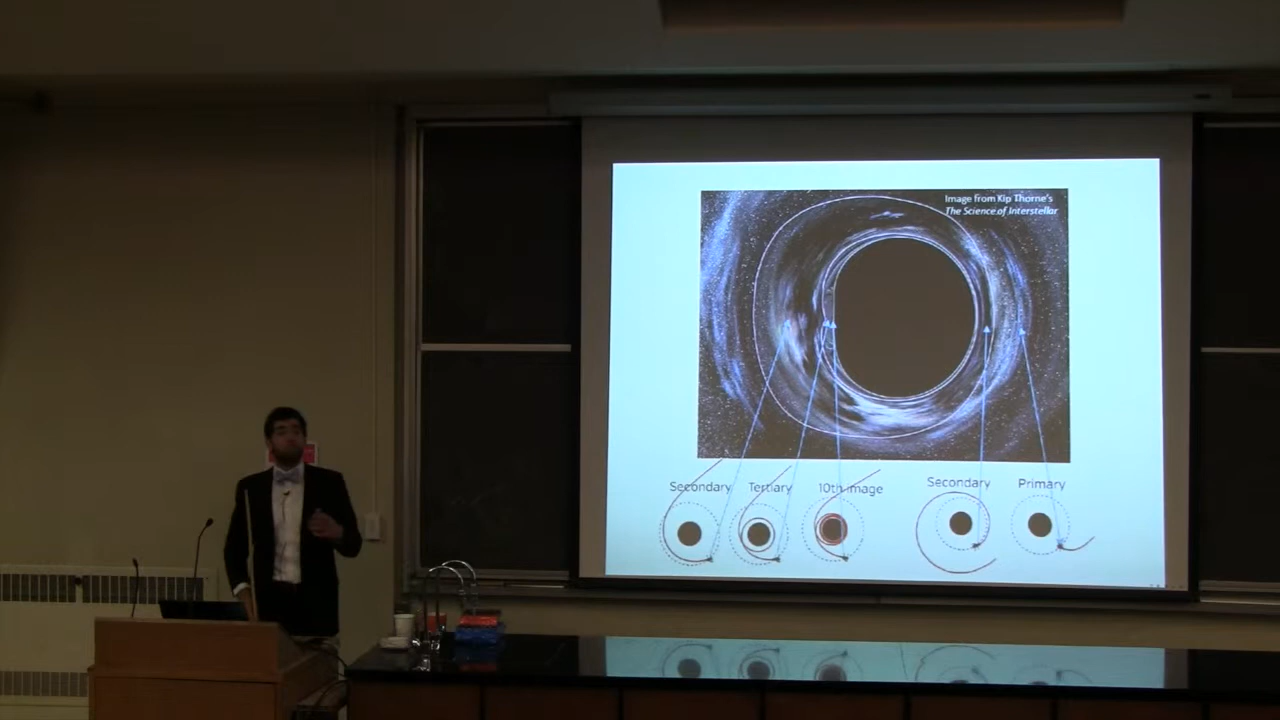 Image from Kip Thorne's
The Science of Interstellar
Secondary
Tertiary
10th image
Secondary
Primary